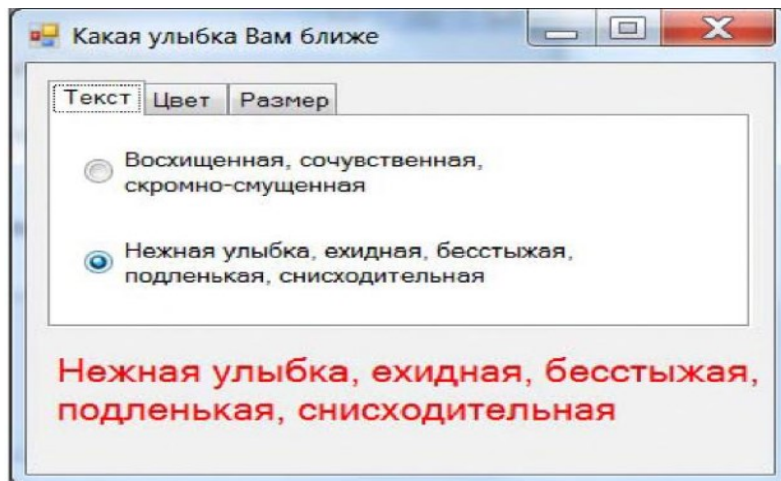 Какая улыбка Вам ближе
Текст Цвет Размер
Восхищенная, сочувственная,
скромно-смущенная
Нежная улыбка, ехидная, бесстыжая,
подленькая, снисходительная
Нежная улыбка, ехидная, бесстыжая,
подленькая, снисходительная